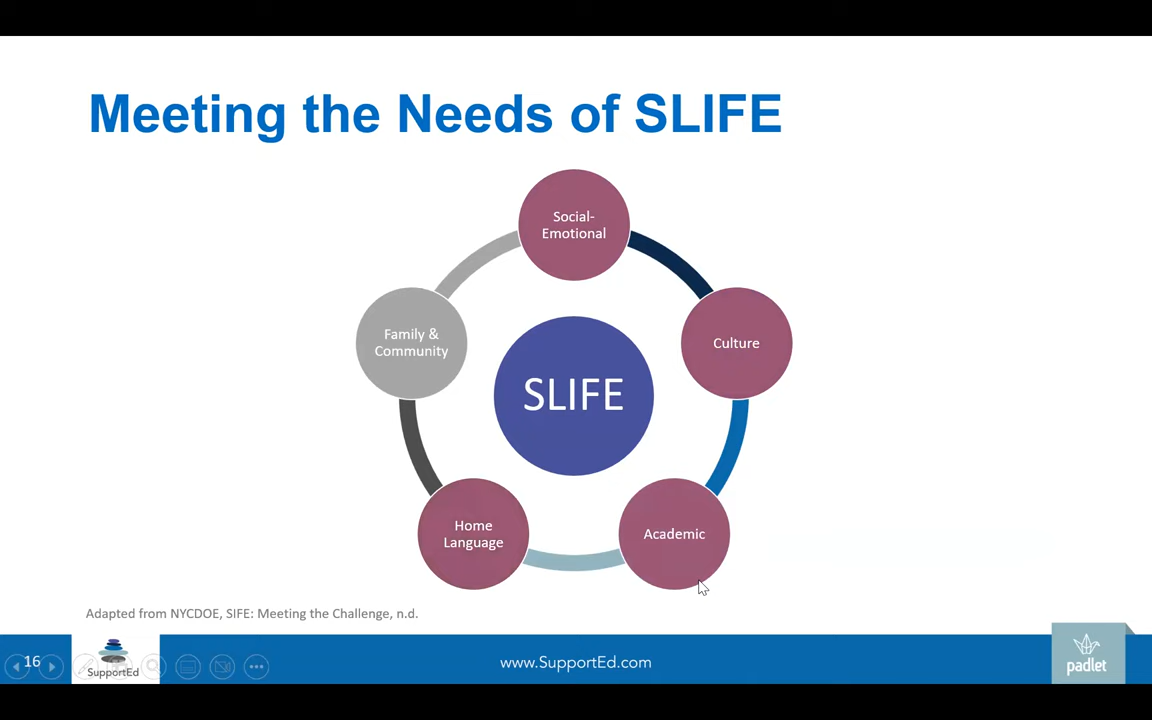 Meeting the Needs of SLIFE
Social-
Emotional
Family &
Community
Culture
SLIFE
Home
Language
Academic
Adapted from NYCDOE, SIFE: Meeting the Challenge, n.d.
16
SupportEd
www.SupportEd.com
padlet